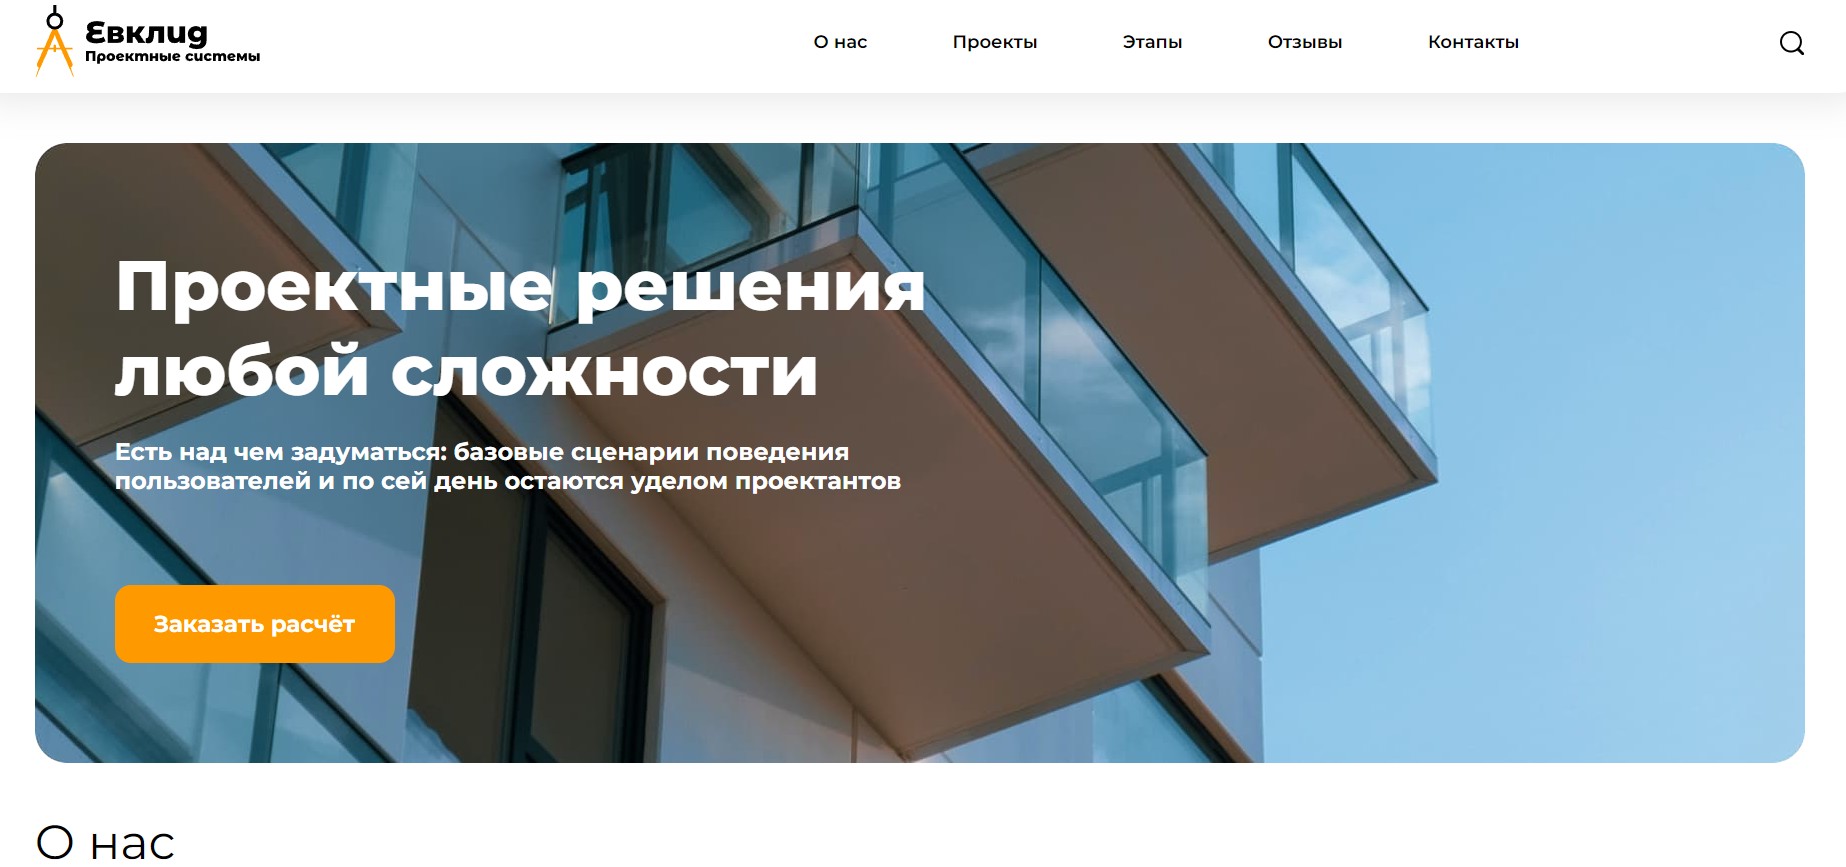 Евклид
Проектные системы
О нас
Проекты
Этапы
Отзывы
Контакты
Проектные решения
любой сложности
Есть над чем задуматься: базовые сценарии поведения
пользователей и по сей день остаются уделом проектантов
Заказать расчёт
О нас